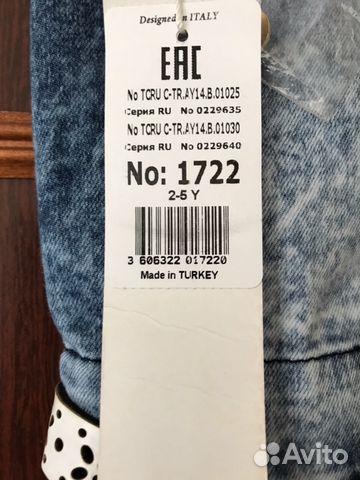 Designed in ITALY
EAC
No TCRU C-TR.AY14.B.01025
Серия RU No 0229635
No TCRU C-TR.AY14.B.01030
Серия RU No 0229640
No: 1722
2-5 Y
3 606322 017220
Made in TURKEY
Avito